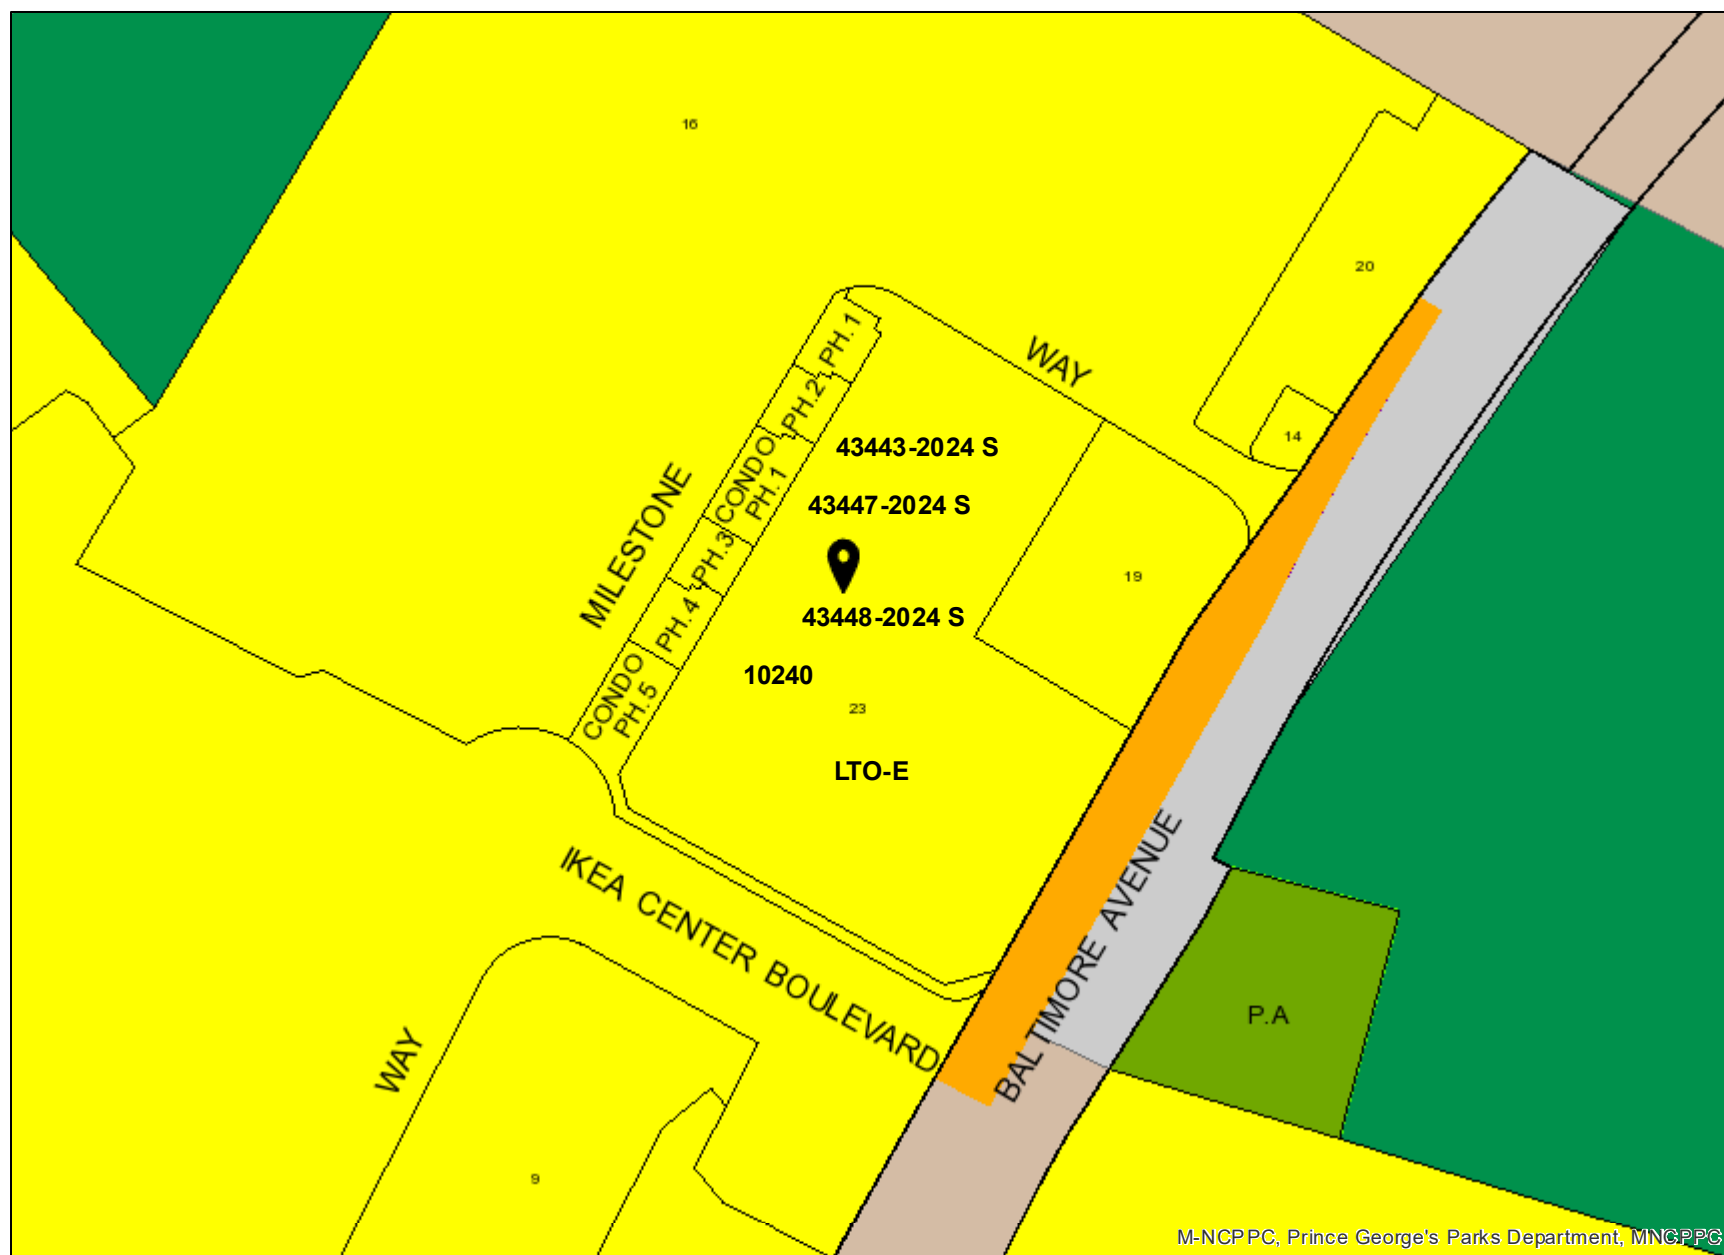 16
20
PH.1
WAY
PH.2
14
CONDO
PH.1
43443-2024 S
MILESTONE
43447-2024 S
PH.3
19
43448-2024 S
PH.4
10240
CONDO
PH.5
23
LTO-E
IKEA CENTER BOULEVARD
BALTIMORE AVENUE
P.A
WAY
9
M-NCPPC, Prince George's Parks Department, MNCPPC